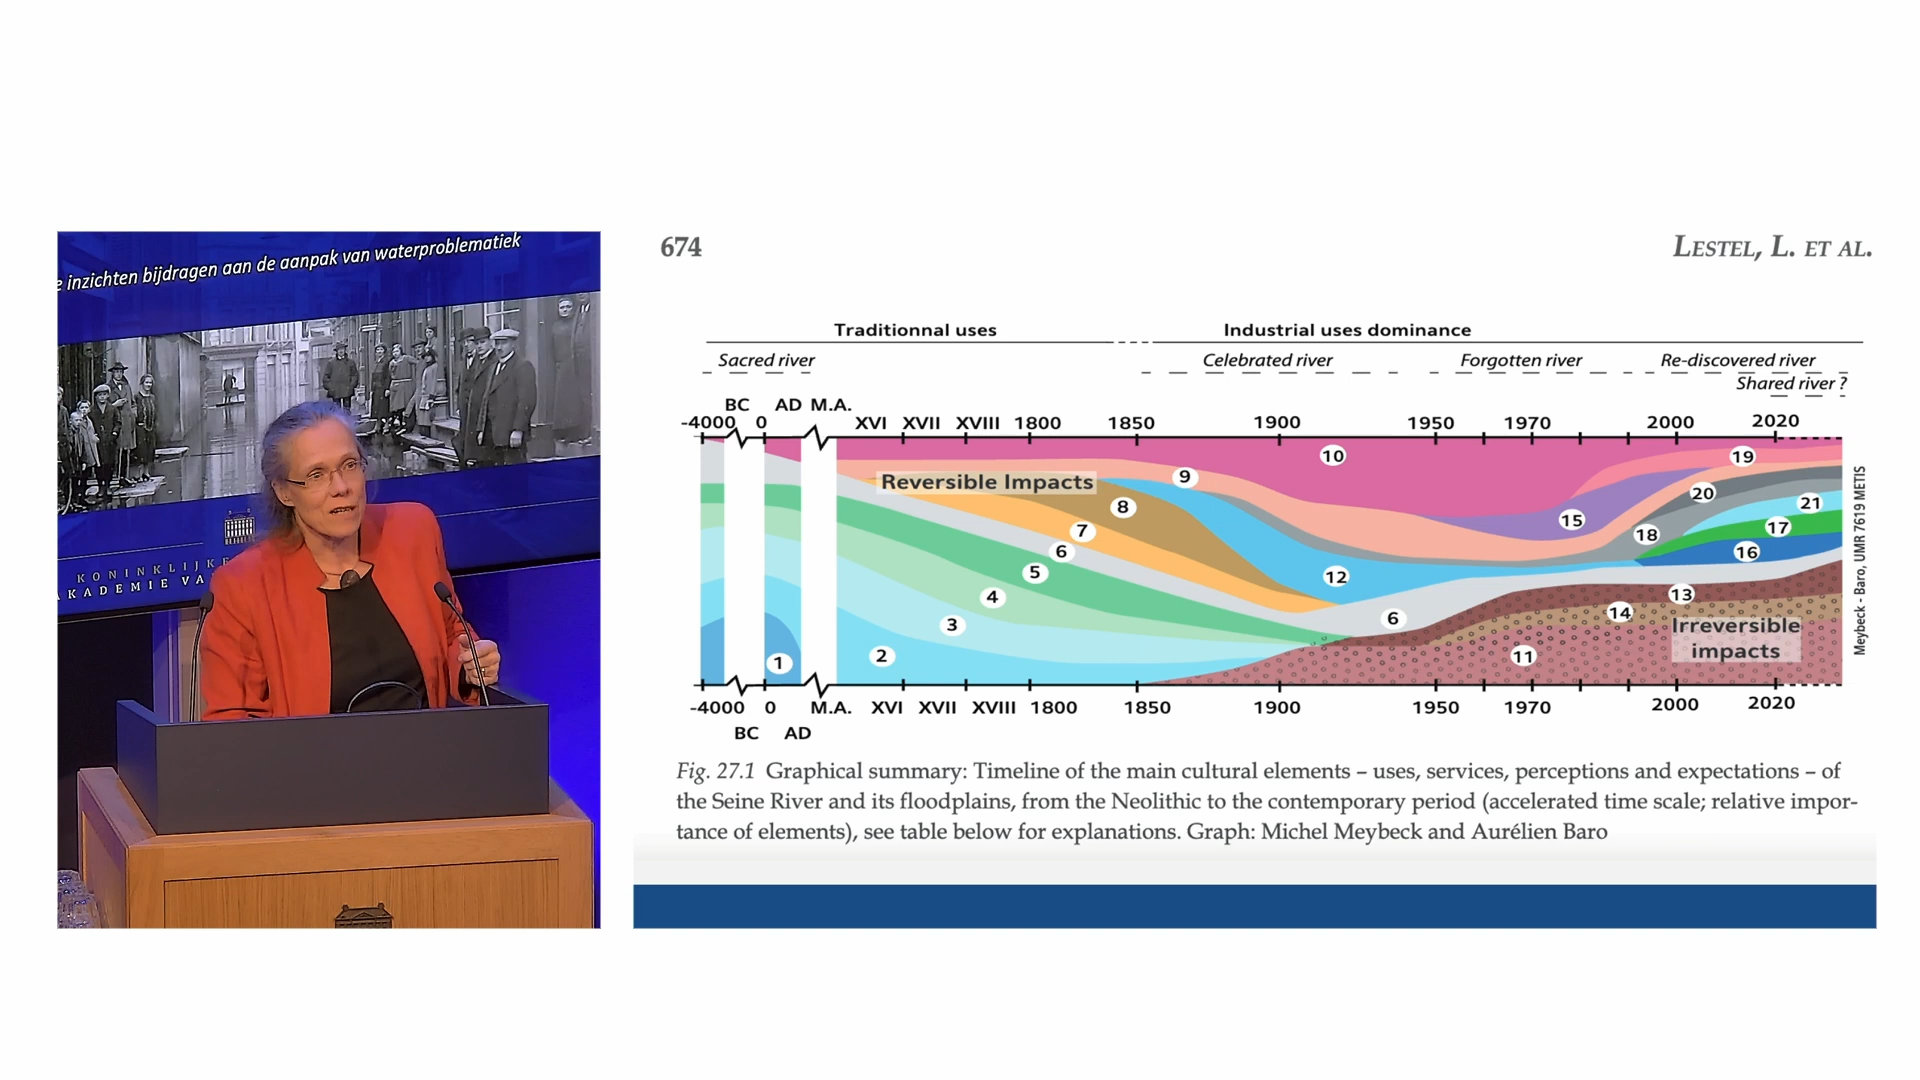 e inzichten bijdragen aan de aanpak van waterproblematiek
KONINKLIJKE
AKADEMIE VA
674
LESTEL, L. ET AL.
Traditionnal uses
Industrial uses dominance
Sacred river
Celebrated river
Forgotten river
Re-discovered river
Shared river ?
BC AD M.A.
-4000 0 XVI XVII XVIII 1800 1850 1900 1950 1970 2000 2020
10
19
9
Reversible Impacts
20
8
21
15
17
7
18
6
16
5
12
13
4
14
6
3
Irreversible
impacts
2
11
1
Meybeck - Baro, UMR 7619 METIS
-4000 0 M.A. XVI XVII XVIII 1800 1850 1900 1950 1970 2000 2020
BC AD
Fig. 27.1 Graphical summary: Timeline of the main cultural elements – uses, services, perceptions and expectations – of
the Seine River and its floodplains, from the Neolithic to the contemporary period (accelerated time scale; relative impor-
tance of elements), see table below for explanations. Graph: Michel Meybeck and Aurélien Baro